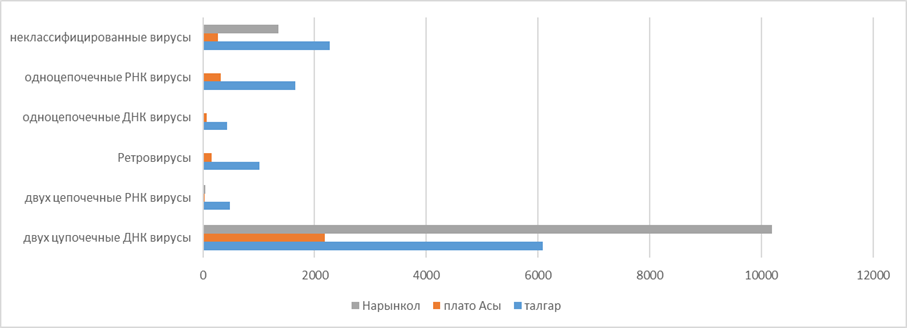 неклассифицированные вирусы
одноцепочечные РНК вирусы
одноцепочечные ДНК вирусы
Ретровирусы
двух цепочечные РНК вирусы
двух цупочечные ДНК вирусы
0 2000 4000 6000 8000 10000 12000
Нарынкол плато Асы талгар